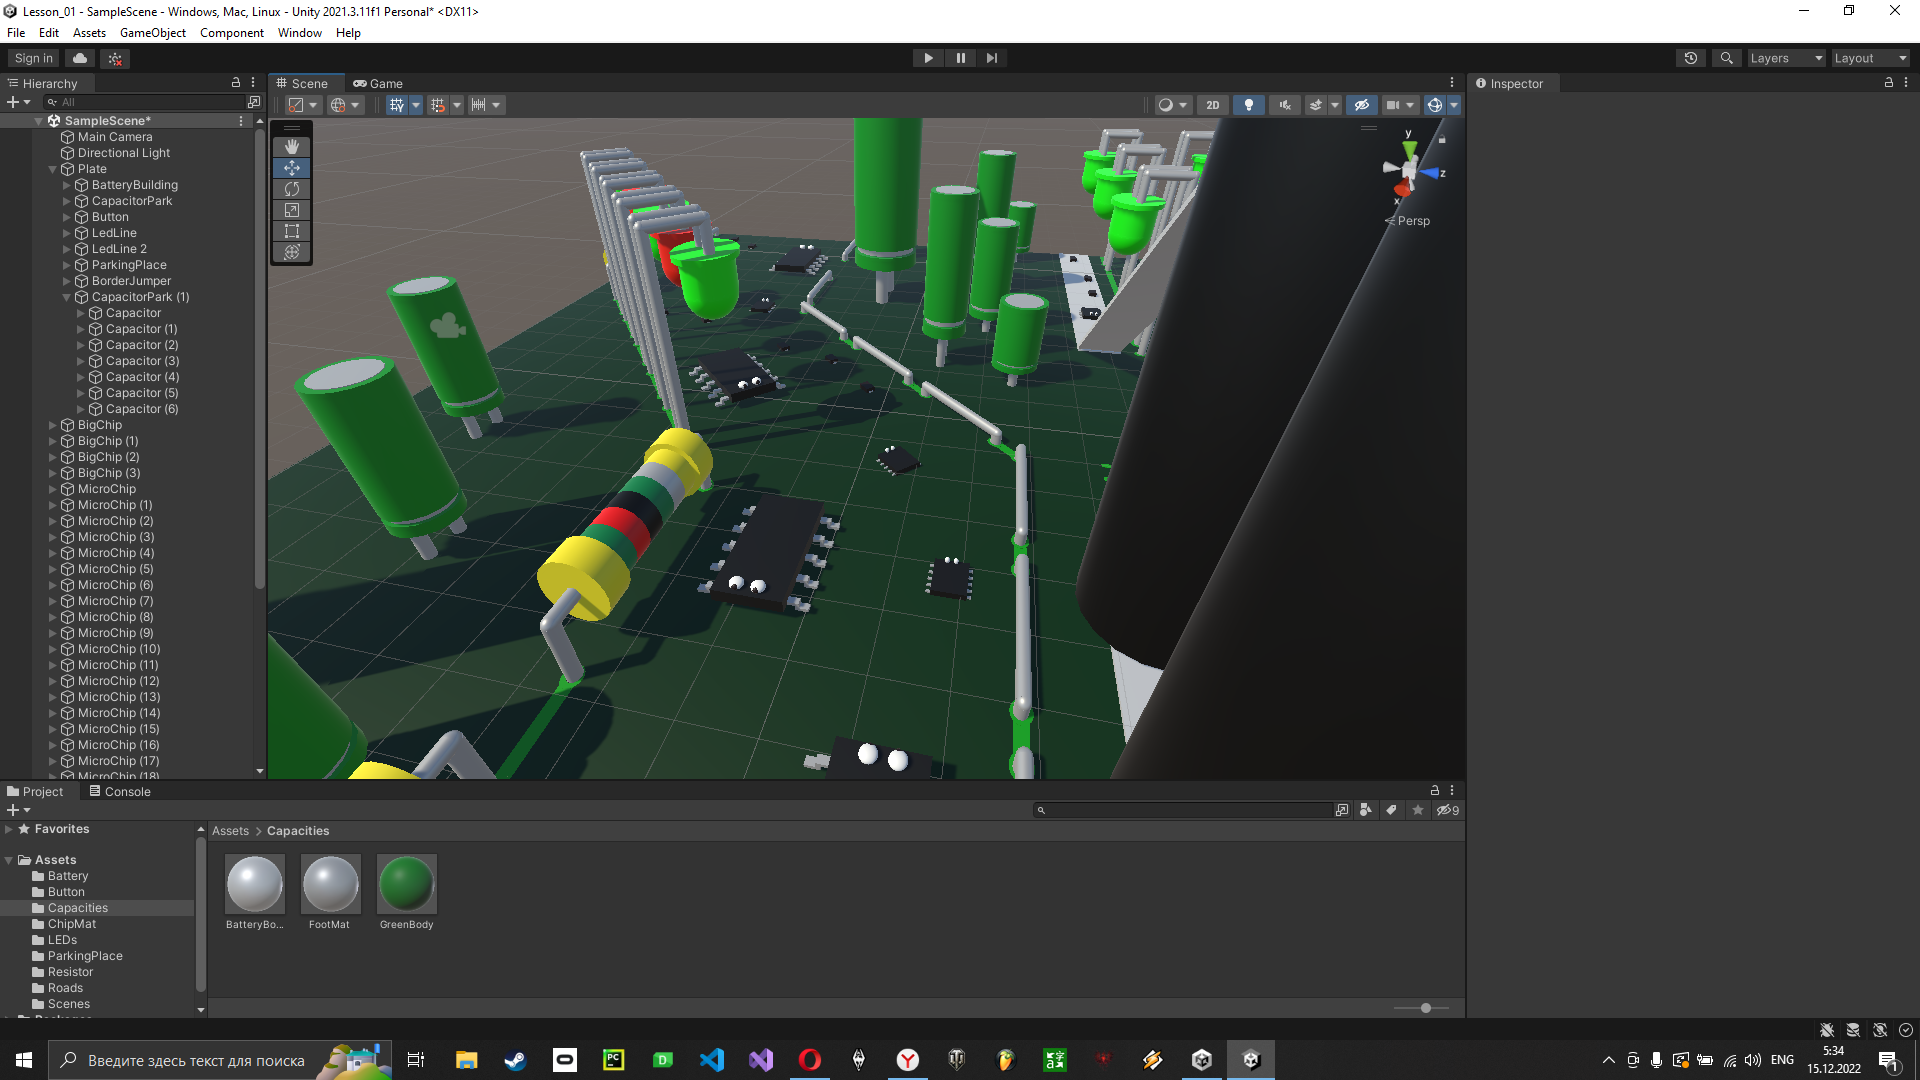 Lesson_01 - SampleScene - Windows, Mac, Linux - Unity 2021.3.11f1 Personal* <DX11>
File Edit Assets GameObject Component Window Help
Sign in
Layers
Layout
Hierarchy
Scene
Game
Inspector
All
2D
SampleScene*
Main Camera
Directional Light
Plate
BatteryBuilding
CapacitorPark
Button
LedLine
LedLine 2
ParkingPlace
BorderJumper
CapacitorPark (1)
Capacitor
Capacitor (1)
Capacitor (2)
Capacitor (3)
Capacitor (4)
Capacitor (5)
Capacitor (6)
BigChip
BigChip (1)
BigChip (2)
BigChip (3)
MicroChip
MicroChip (1)
MicroChip (2)
MicroChip (3)
MicroChip (4)
MicroChip (5)
MicroChip (6)
MicroChip (7)
MicroChip (8)
MicroChip (9)
MicroChip (10)
MicroChip (11)
MicroChip (12)
MicroChip (13)
MicroChip (14)
MicroChip (15)
MicroChip (16)
MicroChip (17)
MicroChip (18)
y
z
x
Persp
Project
Console
9
Favorites
Assets
Battery
Button
Capacities
ChipMat
LEDs
ParkingPlace
Resistor
Roads
Scenes
Assets > Capacities
BatteryBo...
FootMat
GreenBody
Введите здесь текст для поиска
PC
D
ENG
5:34
15.12.2022
1